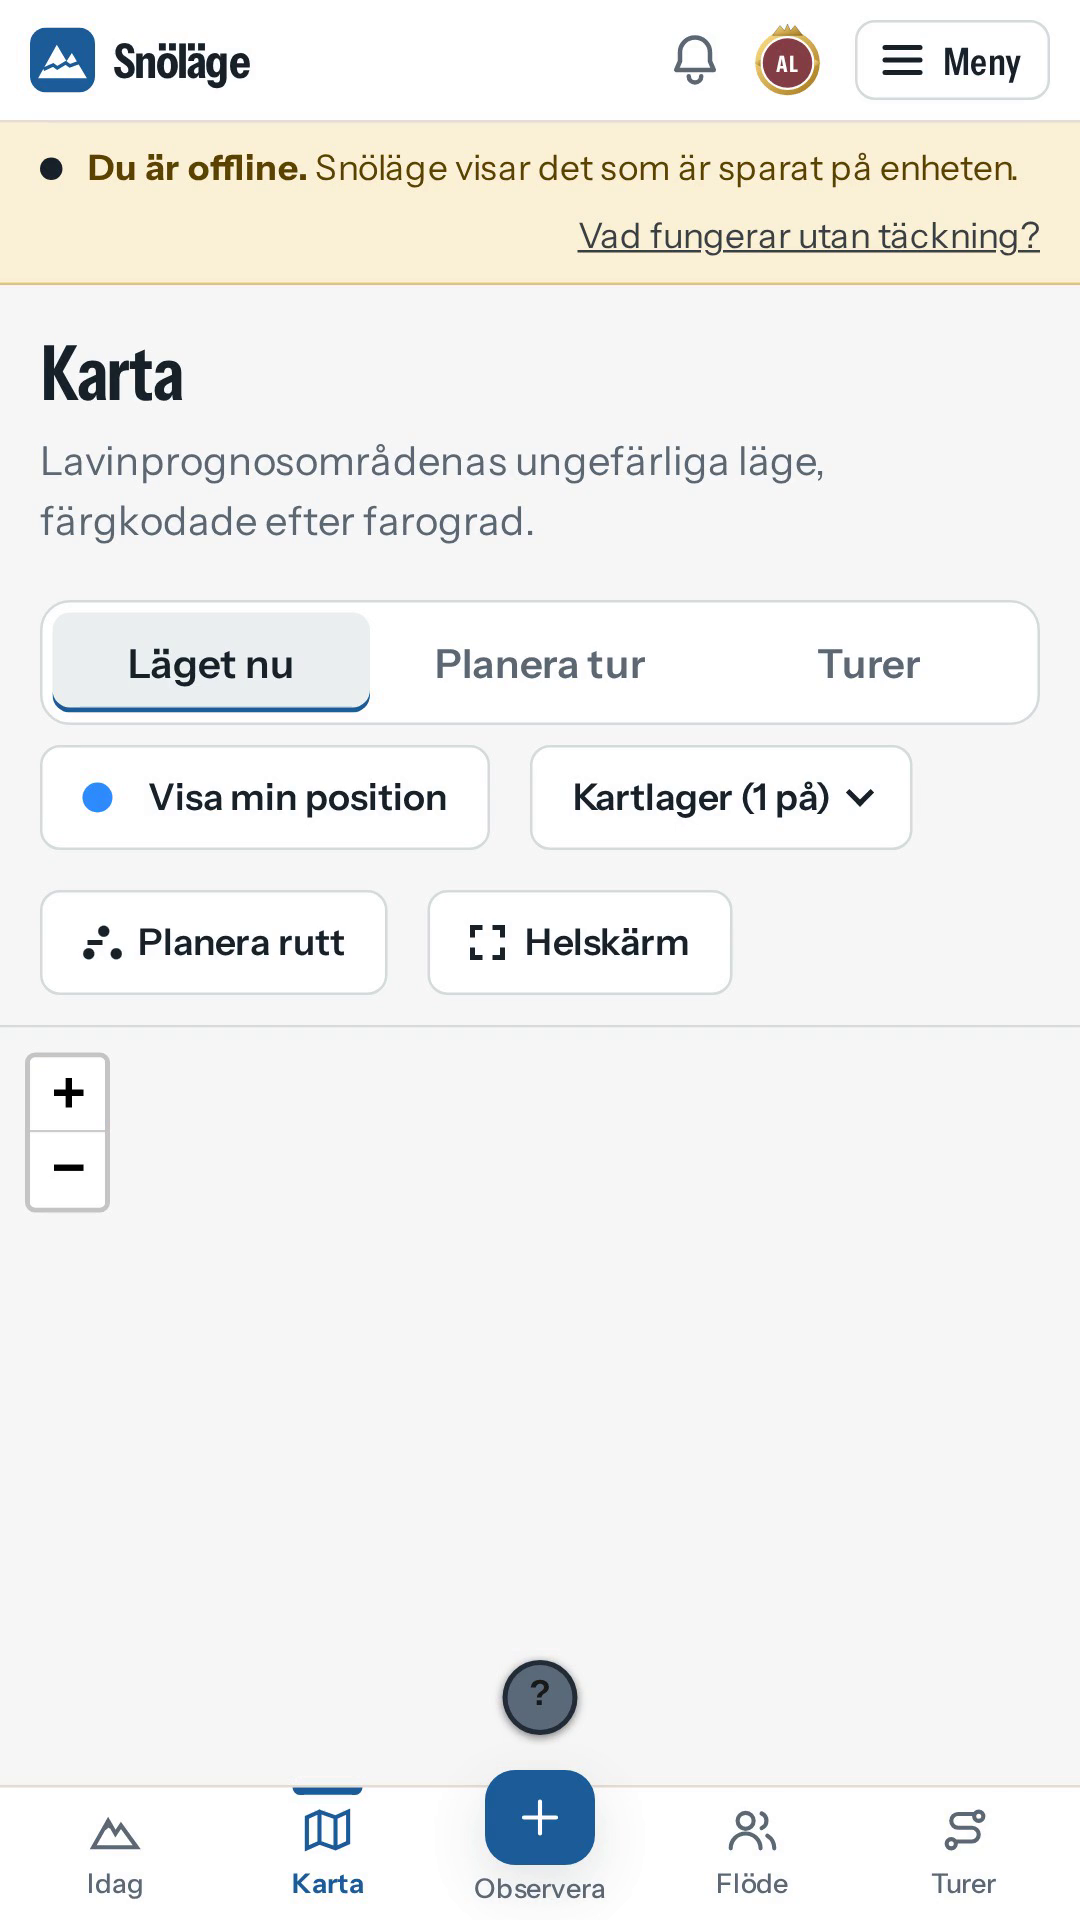 Snöläge
AL
Meny
Du är offline. Snöläge visar det som är sparat på enheten.
Vad fungerar utan täckning?
Karta
Lavinprognosområdenas ungefärliga läge,
färgkodade efter farograd.
Läget nu
Planera tur
Turer
Visa min position
Kartlager (1 på)
Planera rutt
Helskärm
+
−
?
Idag
Karta
Observera
Flöde
Turer